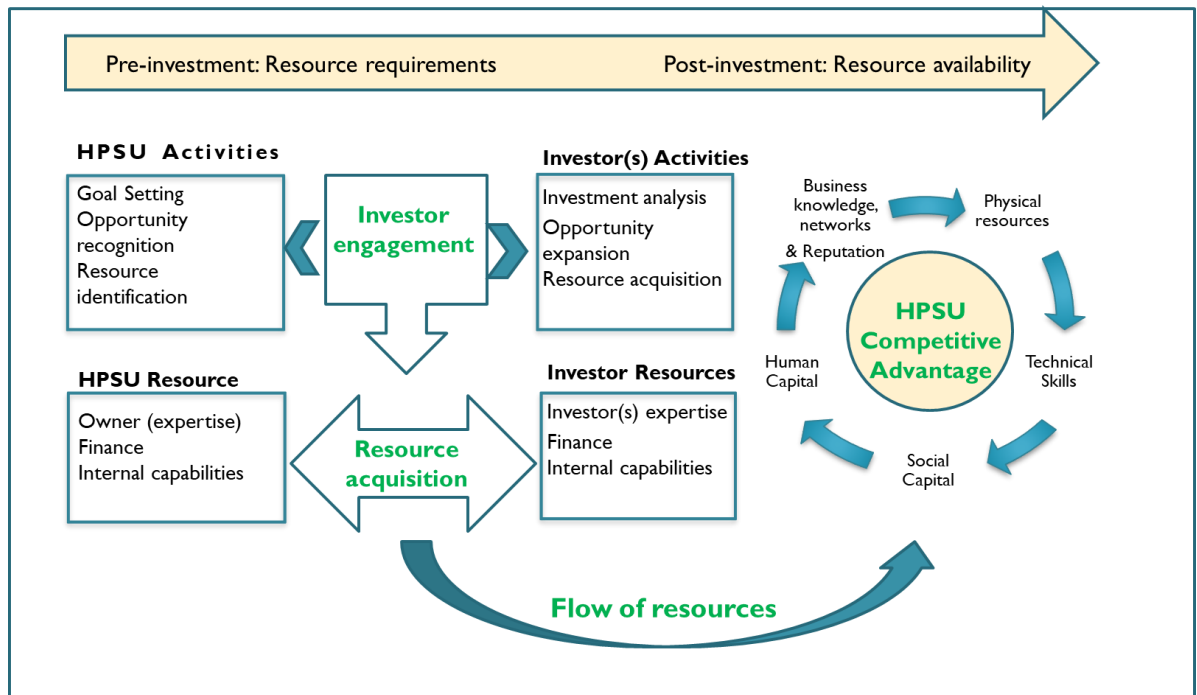 Pre-investment: Resource requirements
Post-investment: Resource availability
HPSU Activities
Goal Setting
Opportunity
recognition
Resource
identification
Investor
engagement
Investor(s) Activities
Investment analysis
Opportunity
expansion
Resource acquisition
HPSU Resource
Owner (expertise)
Finance
Internal capabilities
Resource
acquisition
Investor Resources
Investor(s) expertise
Finance
Internal capabilities
Business
knowledge,
networks
& Reputation
Physical
resources
Technical
Skills
Social
Capital
Human
Capital
HPSU
Competitive
Advantage
Flow of resources